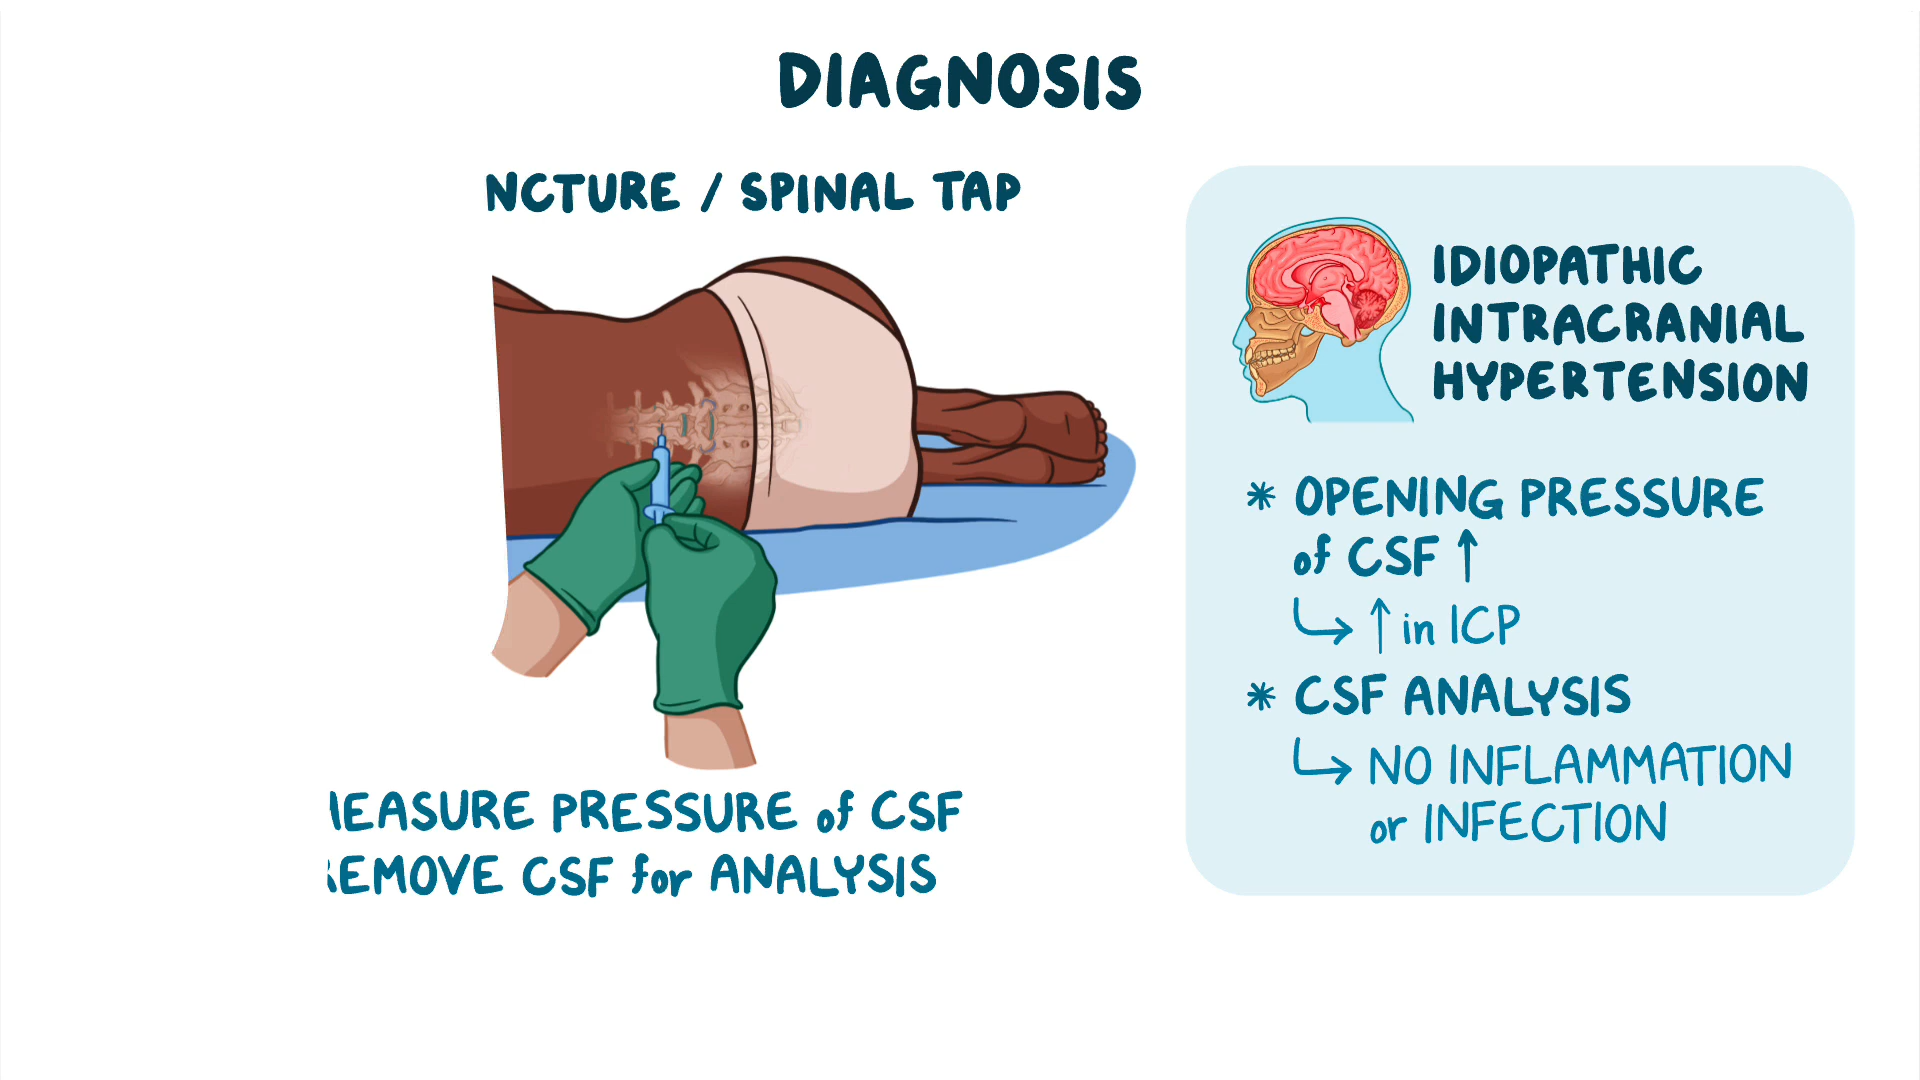 DIAGNOSIS
NCTURE / SPINAL TAP
EASURE PRESSURE of CSF
EMOVE CSF for ANALYSIS
IDIOPATHIC
INTRACRANIAL
HYPERTENSION
* OPENING PRESSURE
of CSF ↑
↳ ↑ in ICP
* CSF ANALYSIS
↳ NO INFLAMMATION
or INFECTION